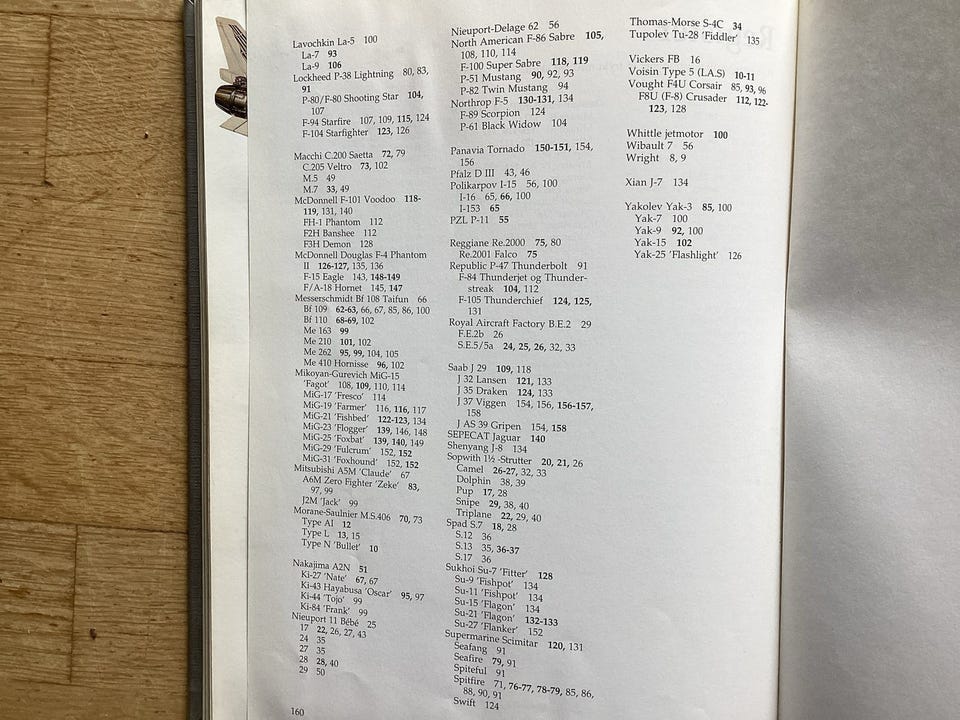 Lavochkin La-5 100
La-7 93
La-9 106
Lockheed P-38 Lightning 80, 83,
91
P-80/F-80 Shooting Star 104,
107
F-94 Starfire 107, 109, 115, 124
F-104 Starfighter 123, 126
Macchi C.200 Saetta 72, 79
C.205 Veltro 73, 102
M.5 49
M.7 33, 49
McDonnell F-101 Voodoo 118-
119, 131, 140
FH-1 Phantom 112
F2H Banshee 112
F3H Demon 128
McDonnell Douglas F-4 Phantom
II 126-127, 135, 136
F-15 Eagle 143, 148-149
F/A-18 Hornet 145, 147
Messerschmidt Bf 108 Taifun 66
Bf 109 62-63, 66, 67, 85, 86, 100
Bf 110 68-69, 102
Me 163 99
Me 210 101, 102
Me 262 95, 99, 104, 105
Me 410 Hornisse 96, 102
Mikoyan-Gurevich MiG-15
'Fagot' 108, 109, 110, 114
MiG-17 'Fresco' 114
MiG-19 'Farmer' 116, 116, 117
MiG-21 'Fishbed' 122-123, 134
MiG-23 'Flogger' 139, 146, 148
MiG-25 'Foxbat' 139, 140, 149
MiG-29 'Fulcrum' 152, 152
MiG-31 'Foxhound' 152, 152
Mitsubishi A5M 'Claude' 67
A6M Zero Fighter 'Zeke' 83,
97, 99
J2M 'Jack' 99
Morane-Saulnier M.S.406 70, 73
Type AI 12
Type L 13, 15
Type N 'Bullet' 10
Nakajima A2N 51
Ki-27 'Nate' 67, 67
Ki-43 Hayabusa 'Oscar' 95, 97
Ki-44 'Tojo' 99
Ki-84 'Frank' 99
Nieuport 11 Bébé 25
17 22, 26, 27, 43
24 35
27 35
28 28, 40
29 50
160
Nieuport-Delage 62 56
North American F-86 Sabre 105,
108, 110, 114
F-100 Super Sabre 118, 119
P-51 Mustang 90, 92, 93
P-82 Twin Mustang 94
Northrop F-5 130-131, 134
F-89 Scorpion 124
P-61 Black Widow 104
Panavia Tornado 150-151, 154,
156
Pfalz D III 43, 46
Polikarpov I-15 56, 100
I-16 65, 66, 100
I-153 65
PZL P-11 55
Reggiane Re.2000 75, 80
Re.2001 Falco 75
Republic P-47 Thunderbolt 91
F-84 Thunderjet og Thunder-
streak 104, 112
F-105 Thunderchief 124, 125,
131
Royal Aircraft Factory B.E.2 29
F.E.2b 26
S.E.5/5a 24, 25, 26, 32, 33
Saab J 29 109, 118
J 32 Lansen 121, 133
J 35 Draken 124, 133
J 37 Viggen 154, 156, 156-157,
158
J AS 39 Gripen 154, 158
SEPECAT Jaguar 140
Shenyang J-8 134
Sopwith 1½ -Strutter 20, 21, 26
Camel 26-27, 32, 33
Dolphin 38, 39
Pup 17, 28
Snipe 29, 38, 40
Triplane 22, 29, 40
Spad S.7 18, 28
S.12 36
S.13 35, 36-37
S.17 36
Sukhoi Su-7 'Fitter' 128
Su-9 'Fishpot' 134
Su-11 'Fishpot' 134
Su-15 'Flagon' 134
Su-21 'Flagon' 132-133
Su-27 'Flanker' 152
Supermarine Scimitar 120, 131
Seafang 91
Seafire 79, 91
Spiteful 91
Spitfire 71, 76-77, 78-79, 85, 86,
88, 90, 91
Swift 124
Thomas-Morse S-4C 34
Tupolev Tu-28 'Fiddler' 135
Vickers FB 16
Voisin Type 5 (LA.S) 10-11
Vought F4U Corsair 85, 93, 96
F8U (F-8) Crusader 112, 122-
123, 128
Whittle jetmotor 100
Wibault 7 56
Wright 8, 9
Xian J-7 134
Yakolev Yak-3 85, 100
Yak-7 100
Yak-9 92, 100
Yak-15 102
Yak-25 'Flashlight' 126